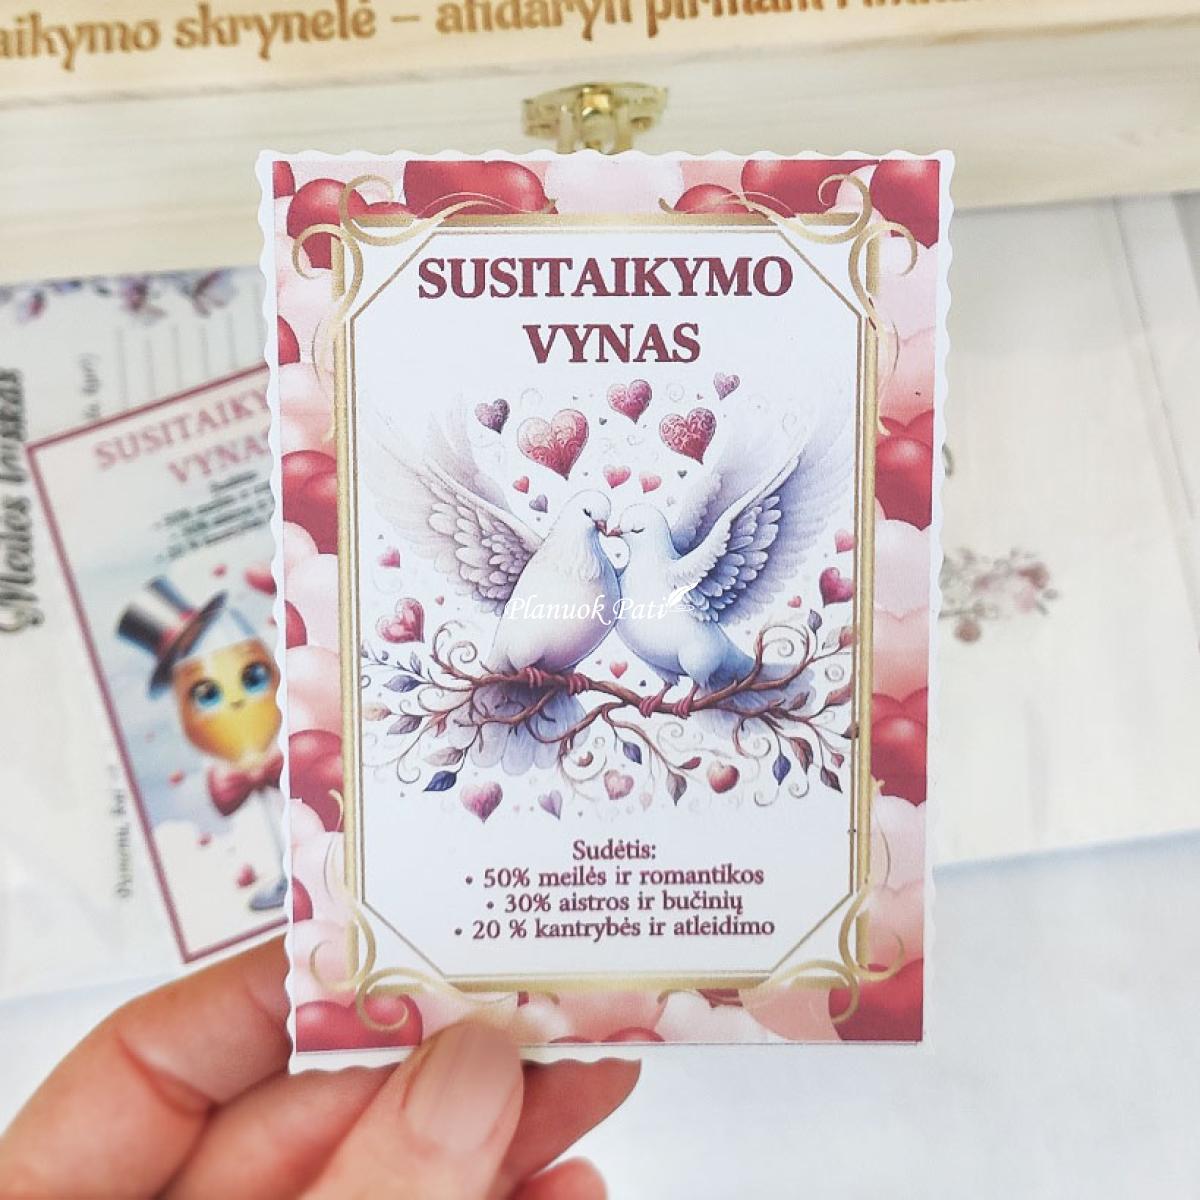 aikymo skrynelė – atidaryti pirmam
SUSITAIKYMO
VYNAS
Planuok Pati
Sudėtis:
• 50% meilės ir romantikos
• 30% aistros ir bučinių
• 20 % kantrybės ir atleidimo
SUSITAIKY
VYNAS
Meilės